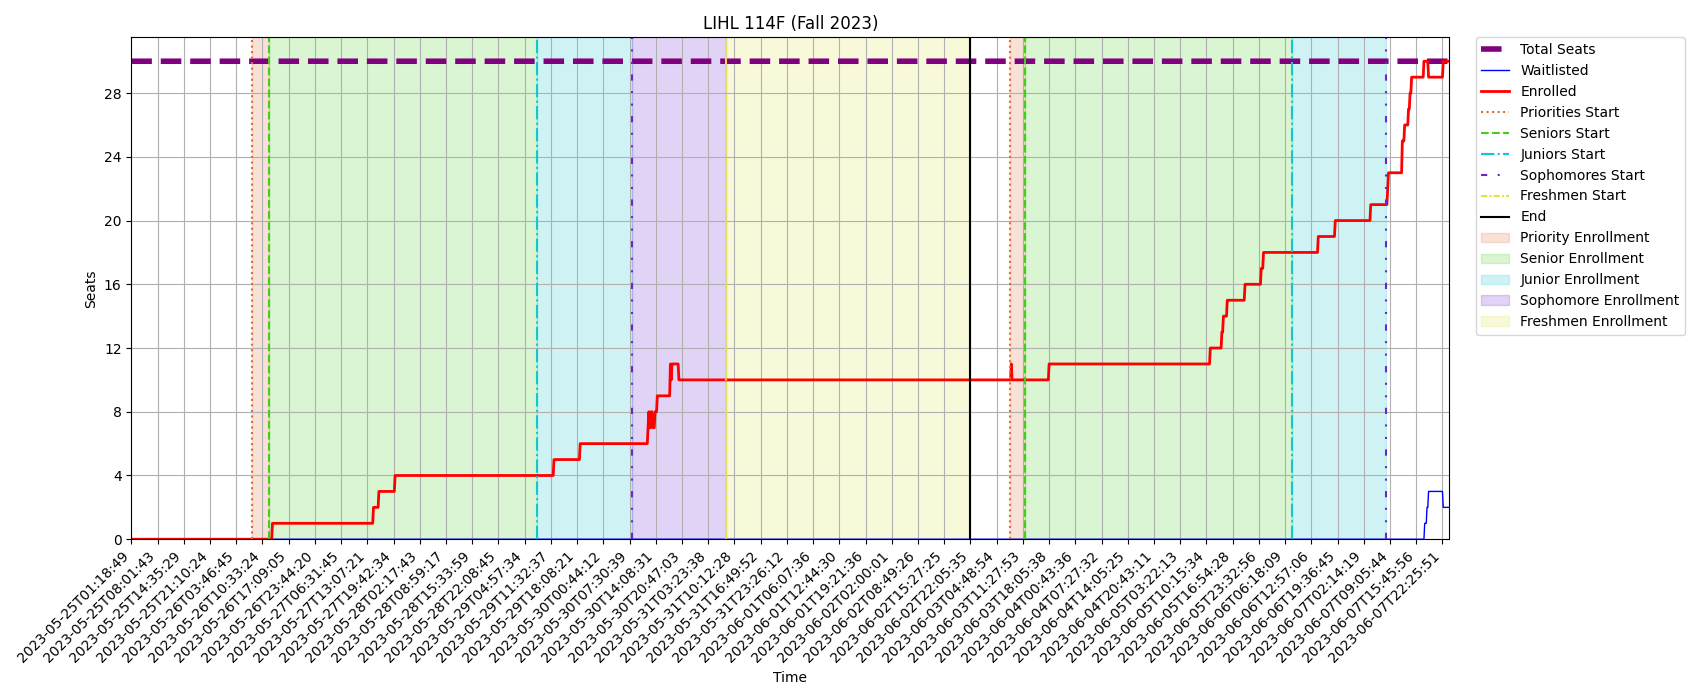 LIHL 114F (Fall 2023)
Seats
28
24
20
16
12
8
4
0
2023-05-25T01:18:49
2023-05-25T08:01:43
2023-05-25T14:35:29
2023-05-25T21:10:24
2023-05-26T03:46:45
2023-05-26T10:33:24
2023-05-26T17:09:05
2023-05-26T23:44:20
2023-05-27T06:31:45
2023-05-27T13:07:21
2023-05-27T19:42:34
2023-05-28T02:17:43
2023-05-28T08:59:17
2023-05-28T15:33:59
2023-05-28T22:08:45
2023-05-29T04:57:34
2023-05-29T11:32:37
2023-05-29T18:08:21
2023-05-30T00:44:12
2023-05-30T07:30:39
2023-05-30T14:08:31
2023-05-30T20:47:03
2023-05-31T03:23:38
2023-05-31T10:12:28
2023-05-31T16:49:52
2023-05-31T23:26:12
2023-06-01T06:07:36
2023-06-01T12:44:30
2023-06-01T19:21:36
2023-06-02T02:00:01
2023-06-02T08:49:26
2023-06-02T15:27:25
2023-06-02T22:05:35
2023-06-03T04:48:54
2023-06-03T11:27:53
2023-06-03T18:05:38
2023-06-04T00:43:36
2023-06-04T07:27:32
2023-06-04T14:05:25
2023-06-04T20:43:11
2023-06-05T03:22:13
2023-06-05T10:15:34
2023-06-05T16:54:28
2023-06-05T23:32:56
2023-06-06T06:18:09
2023-06-06T12:57:06
2023-06-06T19:36:45
2023-06-07T02:14:19
2023-06-07T09:05:44
2023-06-07T15:45:56
2023-06-07T22:25:51
Time
Total Seats
Waitlisted
Enrolled
Priorities Start
Seniors Start
Juniors Start
Sophomores Start
Freshmen Start
End
Priority Enrollment
Senior Enrollment
Junior Enrollment
Sophomore Enrollment
Freshmen Enrollment